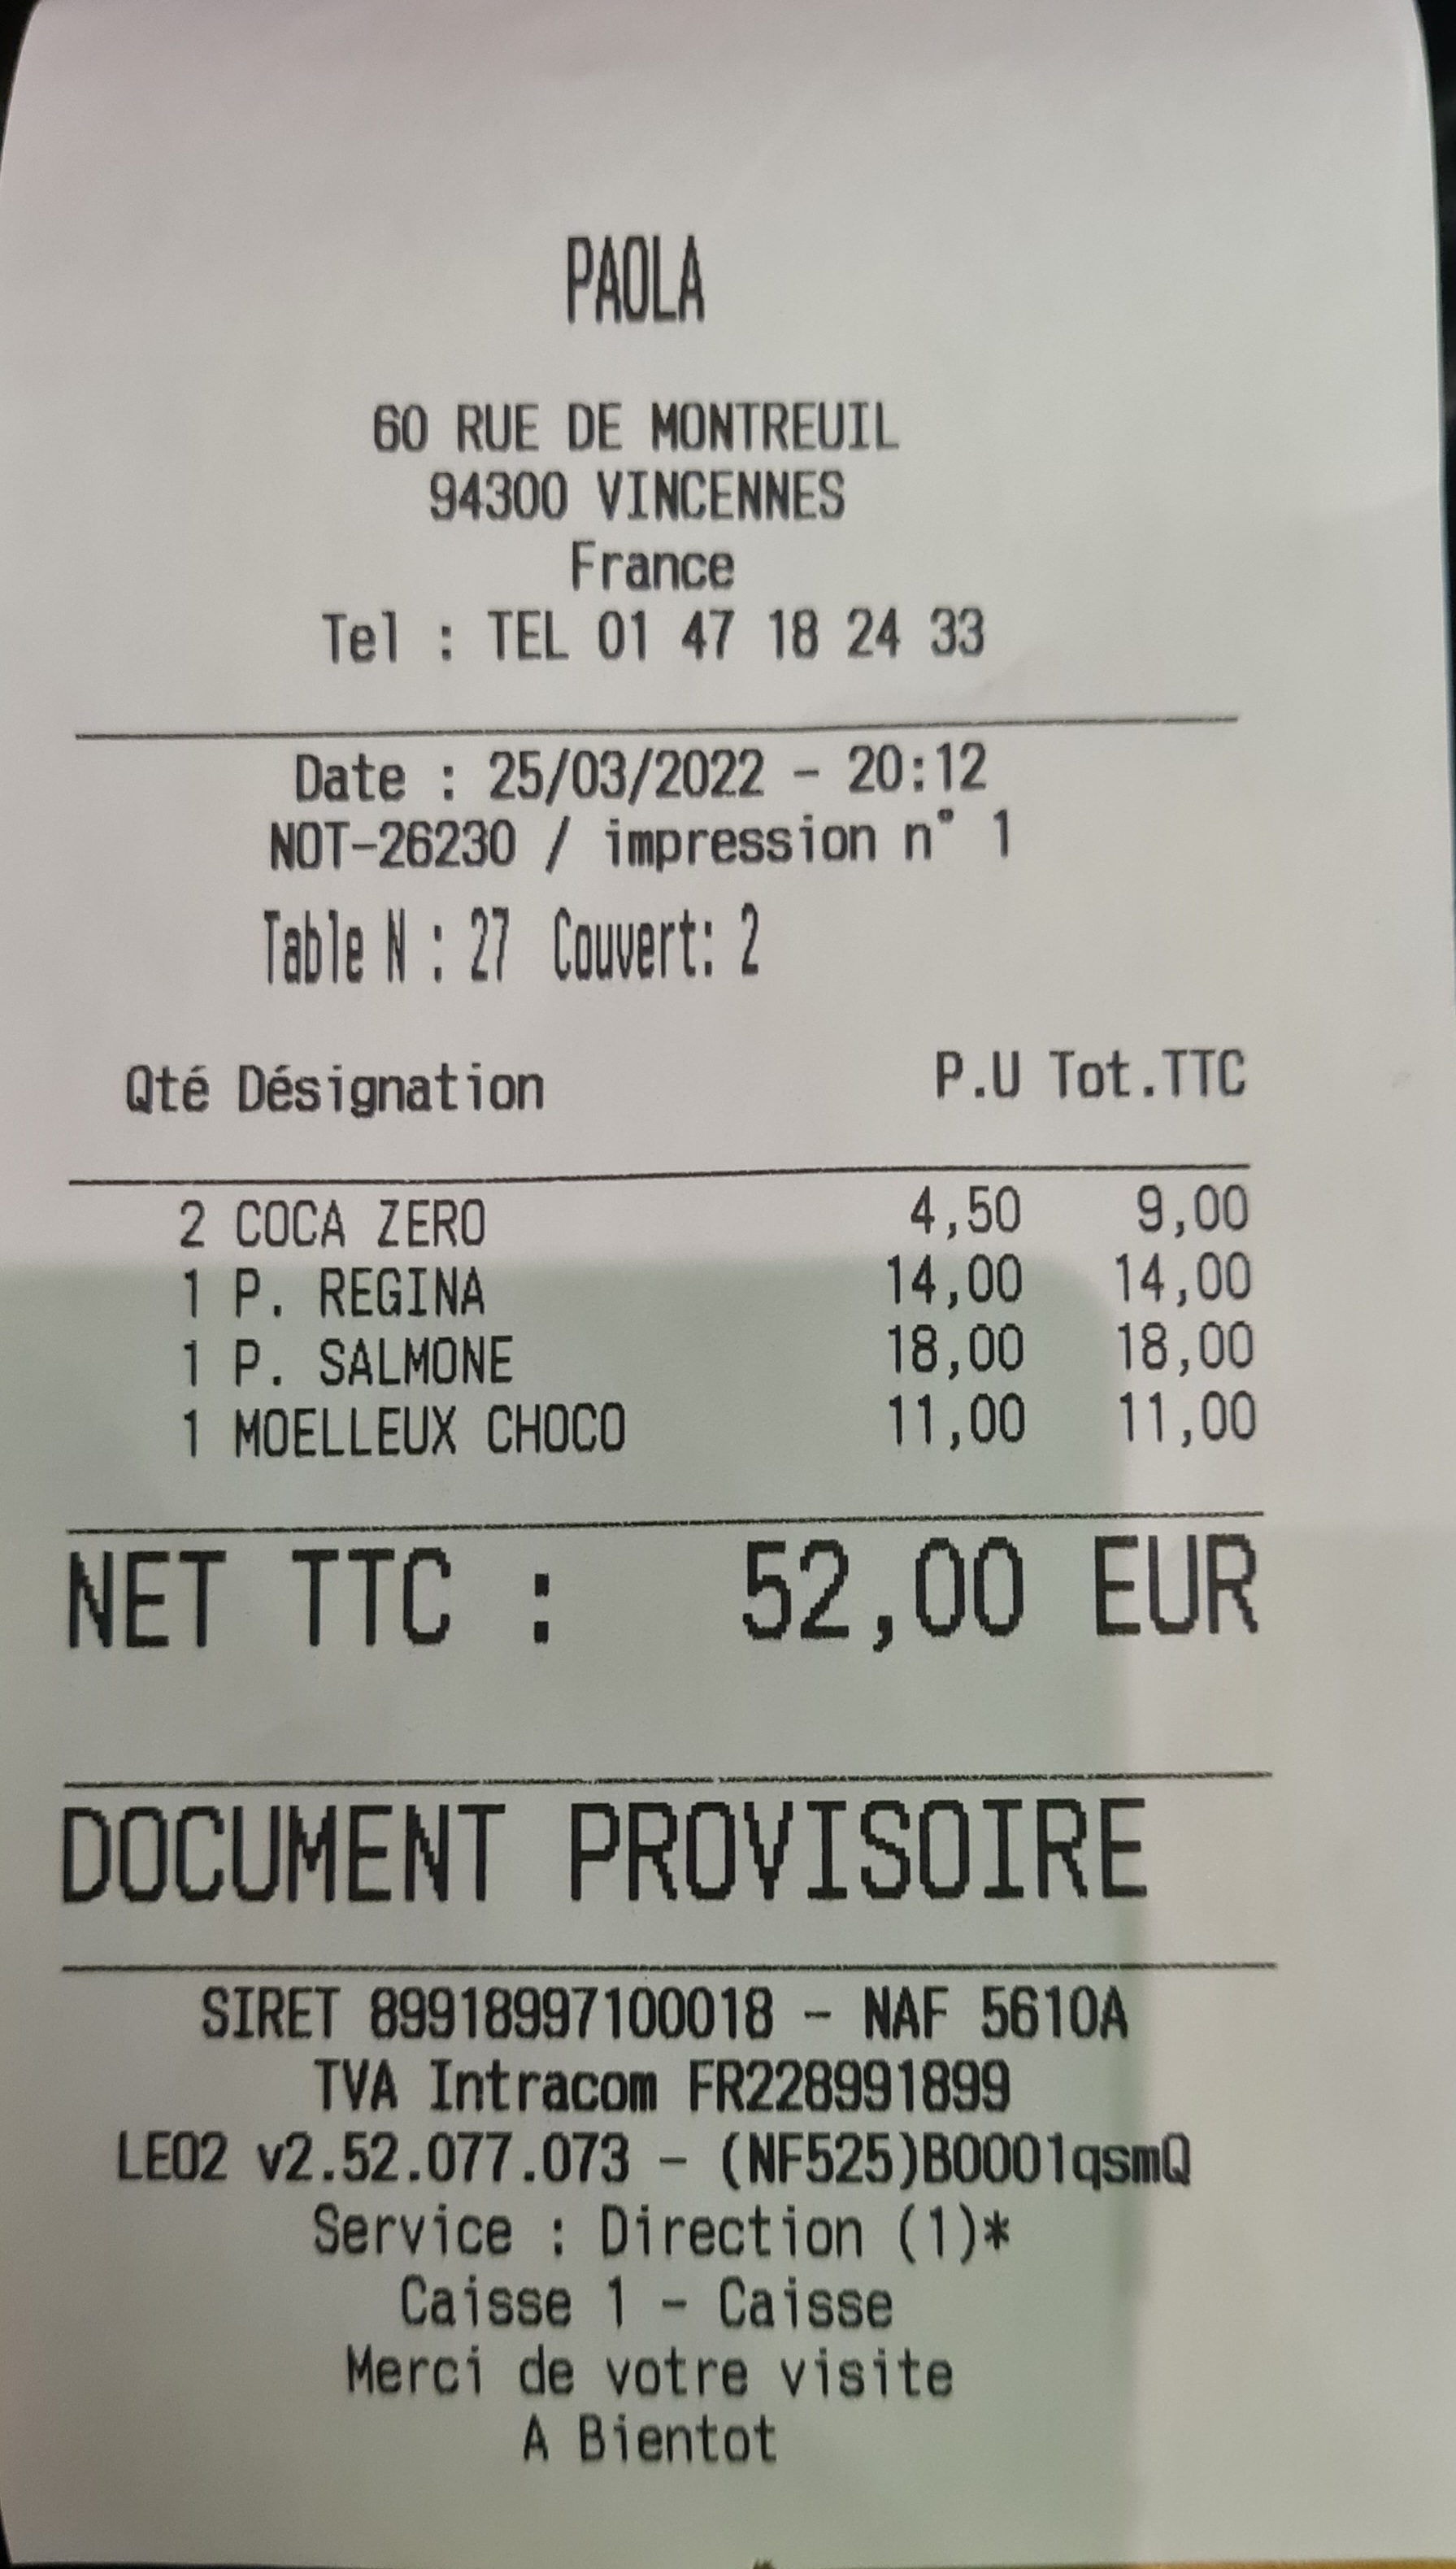 PAOLA
60 RUE DE MONTREUIL
94300 VINCENNES
France
Tel : TEL 01 47 18 24 33
Date : 25/03/2022 - 20:12
NOT-26230 / impression n° 1
Table N : 27 Couvert: 2
Qté Désignation P.U Tot.TTC
2 COCA ZERO 4,50 9,00
1 P. REGINA 14,00 14,00
1 P. SALMONE 18,00 18,00
1 MOELLEUX CHOCO 11,00 11,00
NET TTC : 52,00 EUR
DOCUMENT PROVISOIRE
SIRET 89918997100018 - NAF 5610A
TVA Intracom FR228991899
LEO2 v2.52.077.073 - (NF525)B0001qsmQ
Service : Direction (1)*
Caisse 1 - Caisse
Merci de votre visite
A Bientot